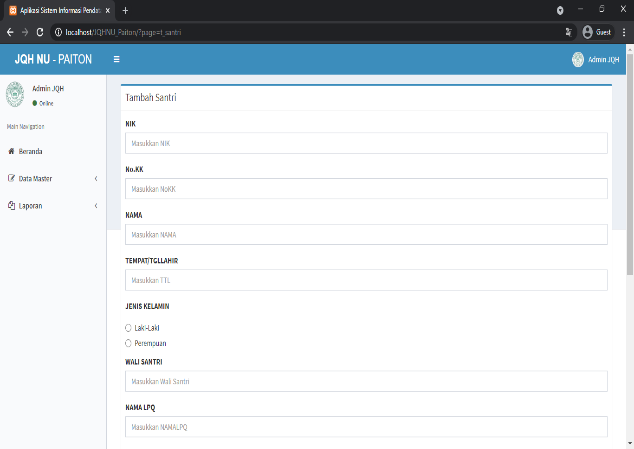 Aplikasi Sistem Informasi Pendat
localhost/JQHNU_Paiton/?page=t_santri
Guest
JQH NU - PAITON
Admin JQH
Admin JQH
Online
Main Navigation
Beranda
Data Master
Laporan
Tambah Santri
NIK
Masukkan NIK
No.KK
Masukkan NoKK
NAMA
Masukkan NAMA
TEMPAT/TGLLAHIR
Masukkan TTL
JENIS KELAMIN
Laki-Laki
Perempuan
WALI SANTRI
Masukkan Wali Santri
NAMA LPQ
Masukkan NAMALPQ